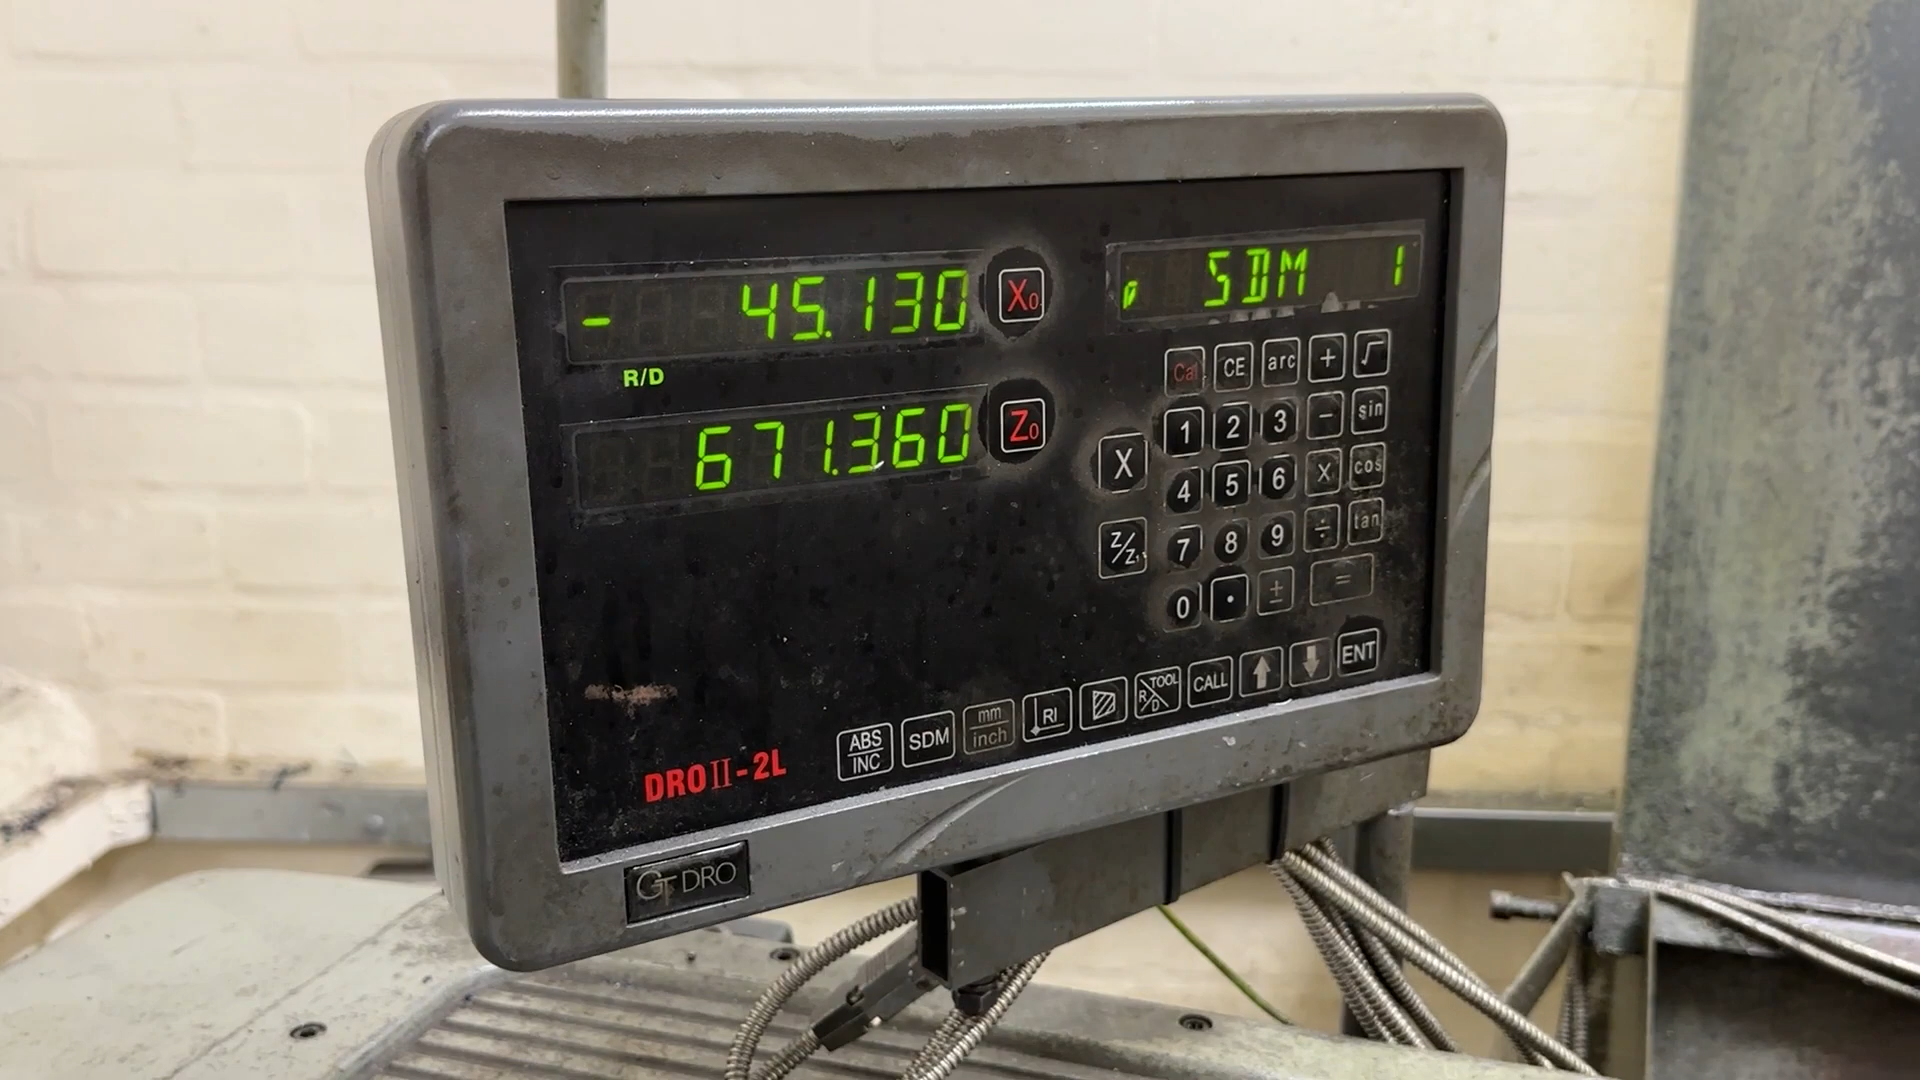 - 45.130 X0
SDM 1
R/D
671.360 Z0
Cal CE arc + √
1 2 3 - sin
X 4 5 6 X cos
Z/Z1 7 8 9 ÷ tan
0 . ± =
ABS/INC SDM mm/inch RI R/D TOOL CALL ENT
DRO II-2L
GT DRO